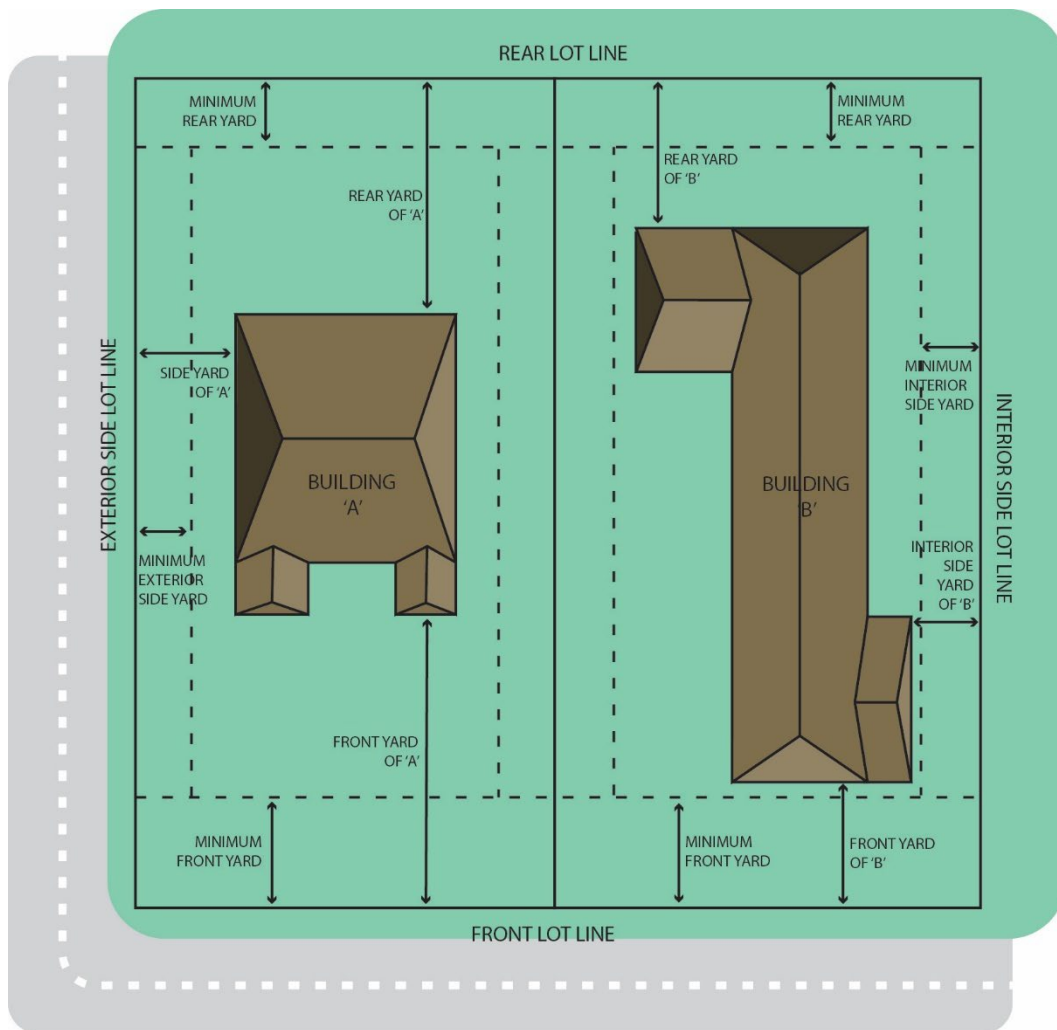 REAR LOT LINE
MINIMUM
REAR YARD
MINIMUM
REAR YARD
REAR YARD
OF 'B'
REAR YARD
OF 'A'
SIDE YARD
OF 'A'
MINIMUM
INTERIOR
SIDE YARD
EXTERIOR SIDE LOT LINE
INTERIOR SIDE LOT LINE
BUILDING
'A'
BUILDING
'B'
MINIMUM
EXTERIOR
SIDE YARD
INTERIOR
SIDE
YARD
OF 'B'
FRONT YARD
OF 'A'
MINIMUM
FRONT YARD
MINIMUM
FRONT YARD
FRONT YARD
OF 'B'
FRONT LOT LINE